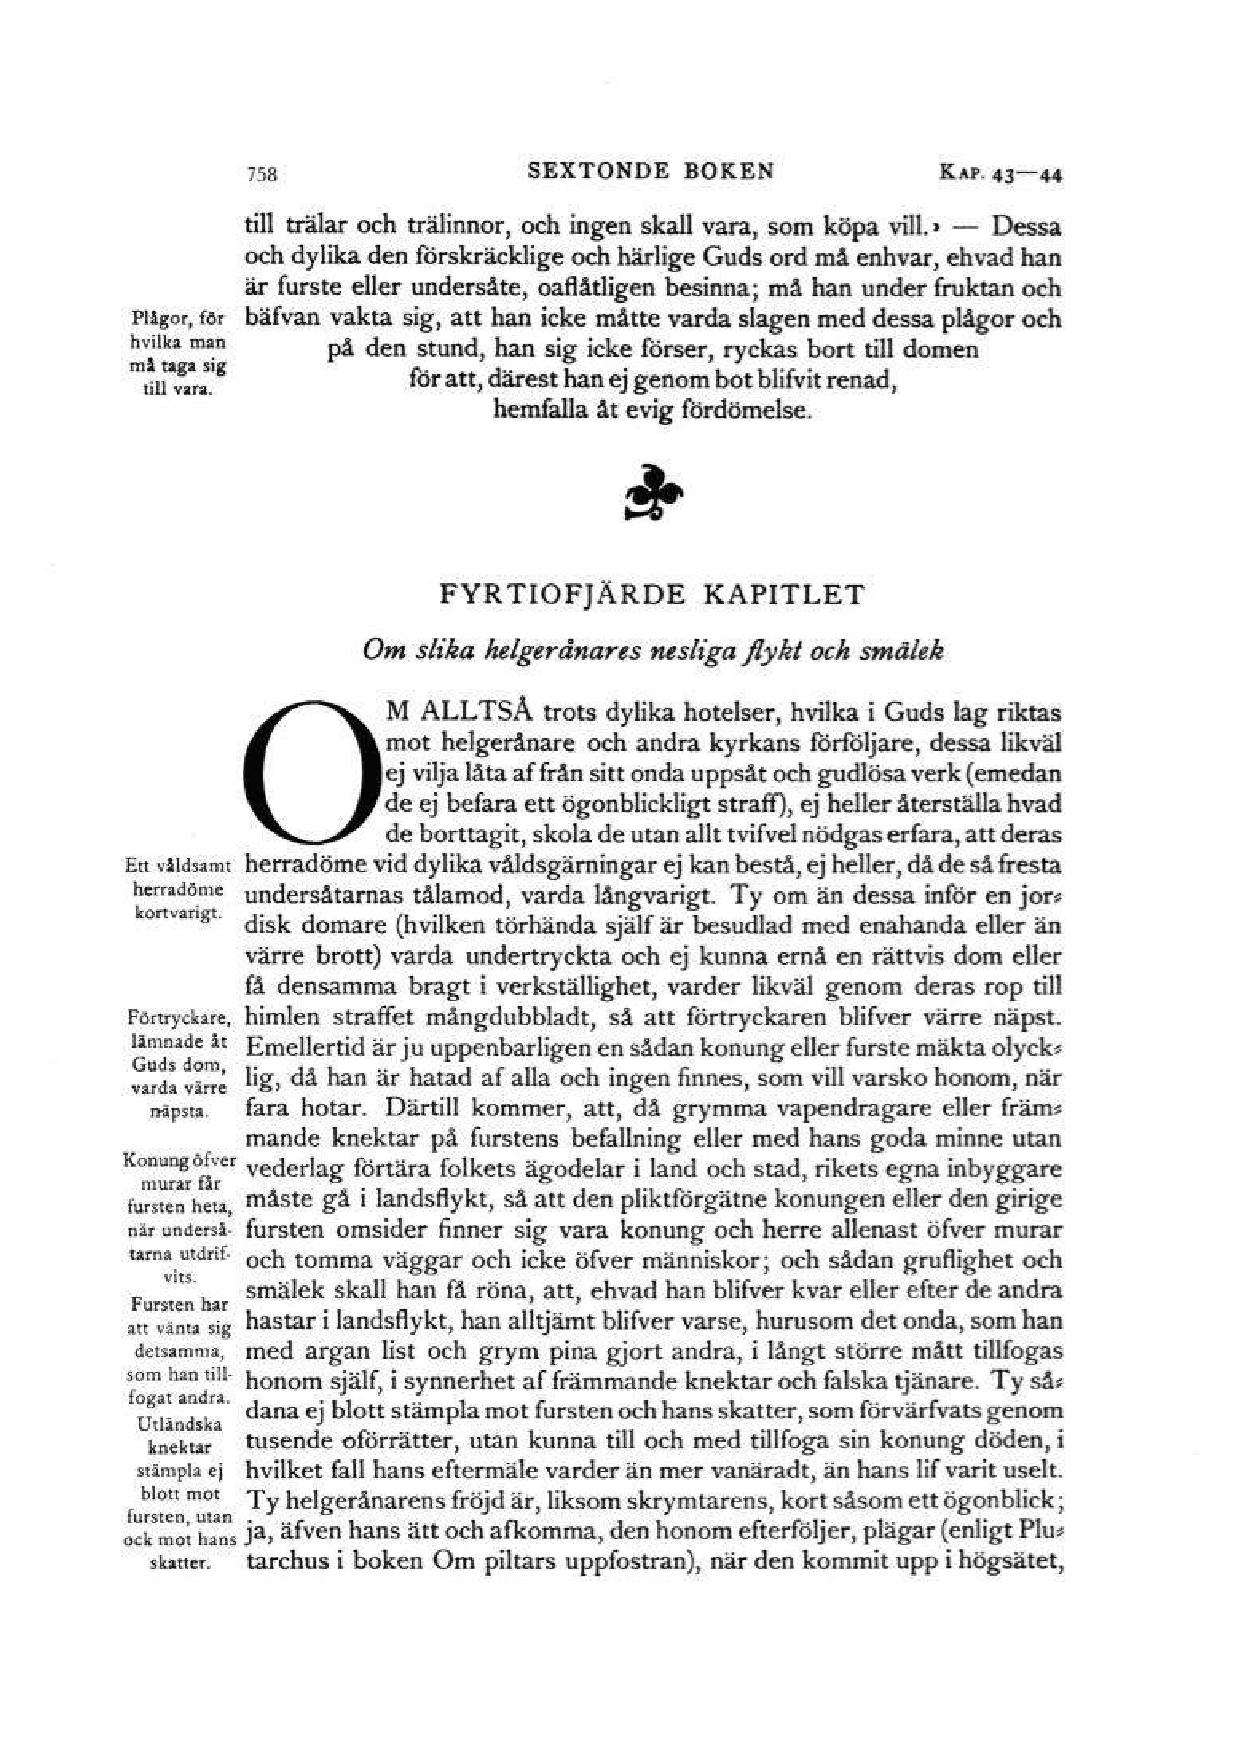 758
SEXTONDE BOKEN
KAP. 43—44
till trälar och trälinnor, och ingen skall vara, som köpa vill.» — Dessa
och dylika den förskräcklige och härlige Guds ord må enhvar, ehvad han
är furste eller undersåte, oaflåtligen besinna; må han under fruktan och
bäfvan vakta sig, att han icke måtte varda slagen med dessa plågor och
på den stund, han sig icke förser, ryckas bort till domen
för att, därest han ej genom bot blifvit renad,
hemfalla åt evig fördömelse.
Plågor, för
hvilka man
må taga sig
till vara.
FYRTIOFJÄRDE KAPITLET
Om slika helgerånares nesliga flykt och smälek
OM ALLTSÅ trots dylika hotelser, hvilka i Guds lag riktas
mot helgerånare och andra kyrkans förföljare, dessa likväl
ej vilja låta af från sitt onda uppsåt och gudlösa verk (emedan
de ej befara ett ögonblickligt straff), ej heller återställa hvad
de borttagit, skola de utan allt tvifvel nödgas erfara, att deras
herradöme vid dylika våldsgärningar ej kan bestå, ej heller, då de så fresta
undersåtarnas tålamod, varda långvarigt. Ty om än dessa inför en jor-
disk domare (hvilken törhända själf är besudlad med enahanda eller än
värre brott) varda undertryckta och ej kunna ernå en rättvis dom eller
få densamma bragt i verkställighet, varder likväl genom deras rop till
himlen straffet mångdubbladt, så att förtryckaren blifver värre näpst.
Emellertid är ju uppenbarligen en sådan konung eller furste mäkta olyck-
lig, då han är hatad af alla och ingen finnes, som vill varsko honom, när
fara hotar. Därtill kommer, att, då grymma vapendragare eller främ-
mande knektar på furstens befallning eller med hans goda minne utan
vederlag förtära folkets ägodelar i land och stad, rikets egna inbyggare
måste gå i landsflykt, så att den pliktförgätne konungen eller den girige
fursten omsider finner sig vara konung och herre allenast öfver murar
och tomma väggar och icke öfver människor; och sådan gruflighet och
smälek skall han få röna, att, ehvad han blifver kvar eller efter de andra
hastar i landsflykt, han alltjämt blifver varse, hurusom det onda, som han
med argan list och grym pina gjort andra, i långt större mått tillfogas
honom själf, i synnerhet af främmande knektar och falska tjänare. Ty så-
dana ej blott stämpla mot fursten och hans skatter, som förvärfvats genom
tusende oförrätter, utan kunna till och med tillfoga sin konung döden, i
hvilket fall hans eftermäle varder än mer vanäradt, än hans lif varit uselt.
Ty helgerånarens fröjd är, liksom skrymtarens, kort såsom ett ögonblick;
ja, äfven hans ätt och afkomma, den honom efterföljer, plägar (enligt Plu-
tarchus i boken Om piltars uppfostran), när den kommit upp i högsätet,
Ett våldsamt
herradöme
kortvarigt.
Förtryckare,
lämnade åt
Guds dom,
varda värre
näpsta.
Konung öfver
murar får
fursten heta,
när underså-
tarna utdrif-
vits.
Fursten har
att vänta sig
detsamma,
som han till-
fogat andra.
Utländska
knektar
stämpla ej
blott mot
fursten, utan
ock mot hans
skatter.